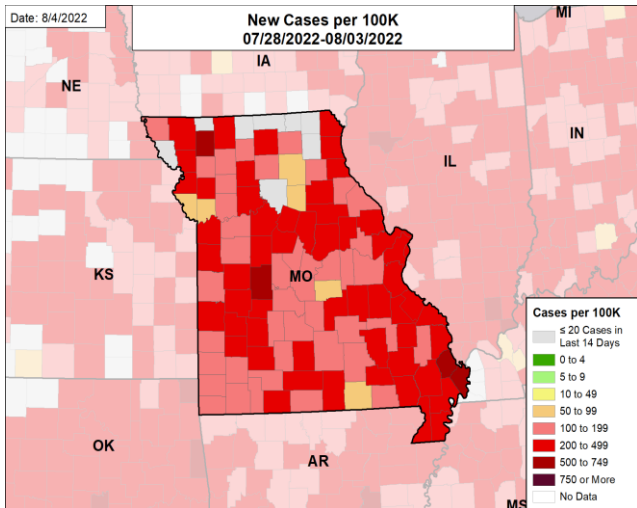 Date: 8/4/2022
New Cases per 100K
07/28/2022-08/03/2022
MI
IA
NE
IL
IN
KS
MO
OK
AR
MS
Cases per 100K
≤ 20 Cases in
Last 14 Days
0 to 4
5 to 9
10 to 49
50 to 99
100 to 199
200 to 499
500 to 749
750 or More
No Data